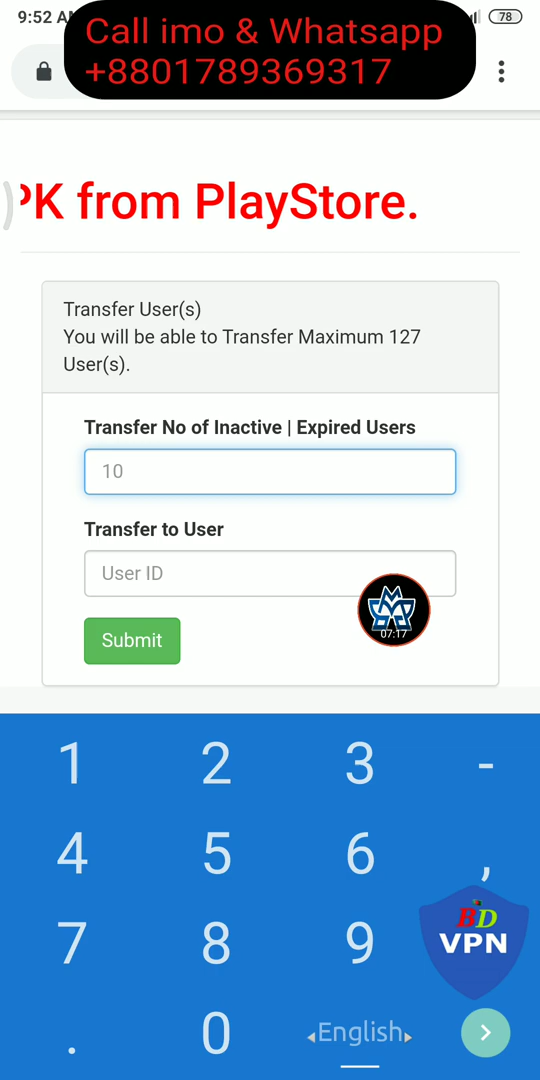 9:52 A
78
Call imo & Whatsapp
+8801789369317
PK from PlayStore.
Transfer User(s)
You will be able to Transfer Maximum 127
User(s).
Transfer No of Inactive | Expired Users
10
Transfer to User
User ID
07:17
Submit
1 2 3 -
4 5 6 ,
7 8 9
BD
VPN
. 0 English